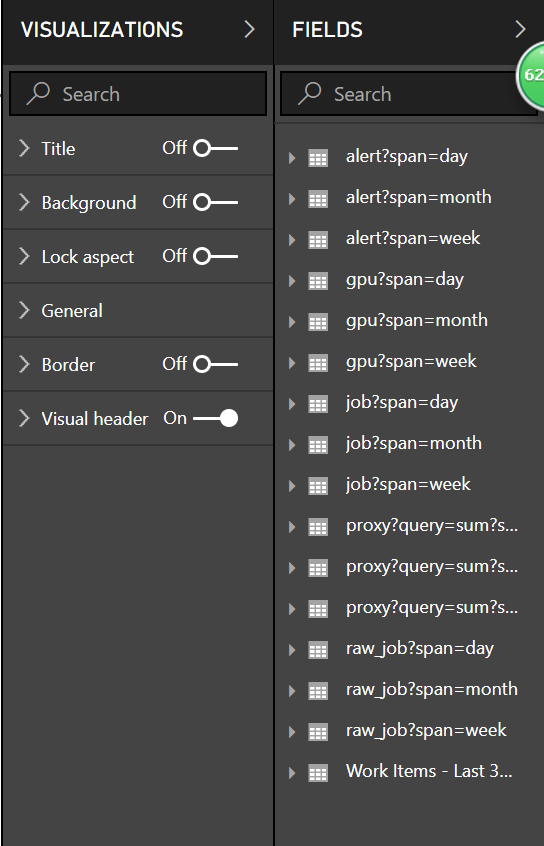 VISUALIZATIONS
Search
Title Off
Background Off
Lock aspect Off
General
Border Off
Visual header On
FIELDS
Search
62
alert?span=day
alert?span=month
alert?span=week
gpu?span=day
gpu?span=month
gpu?span=week
job?span=day
job?span=month
job?span=week
proxy?query=sum?s...
proxy?query=sum?s...
proxy?query=sum?s...
raw_job?span=day
raw_job?span=month
raw_job?span=week
Work Items - Last 3...